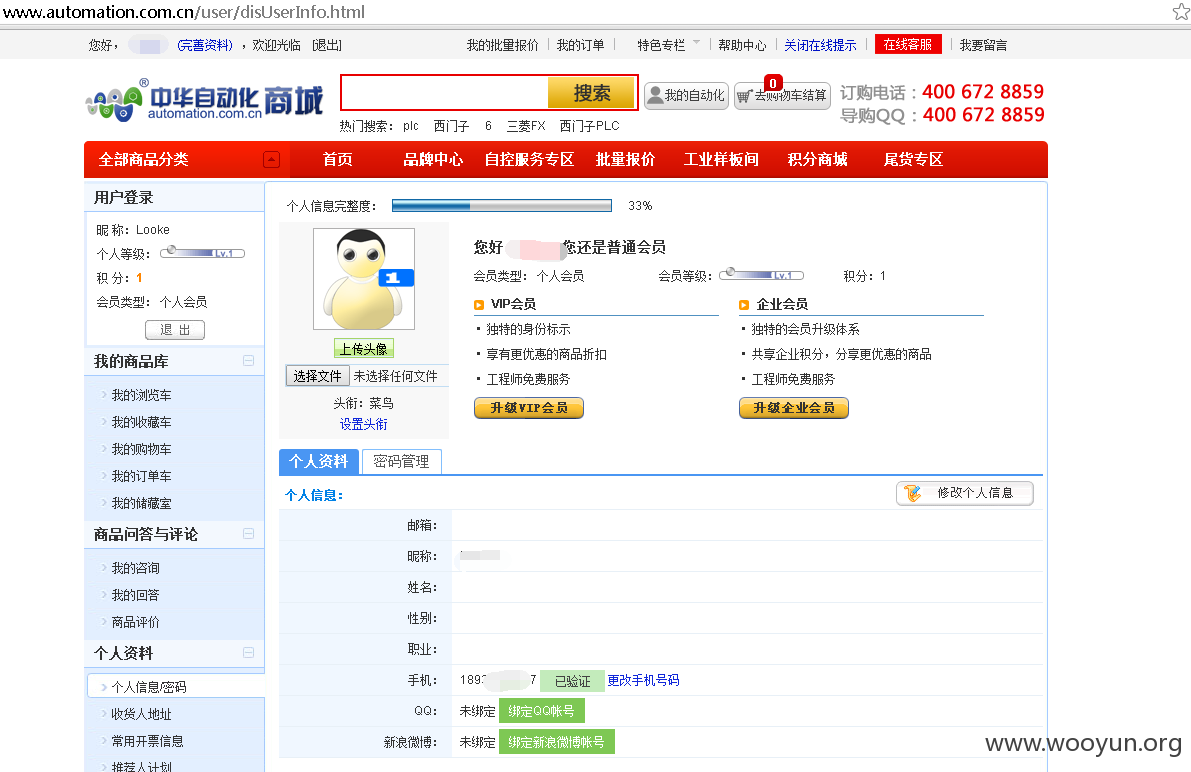 www.automation.com.cn/user/disUserInfo.html
您好， (完善资料) ，欢迎光临 [退出] 我的批量报价 我的订单 特色专栏 帮助中心 关闭在线提示 在线客服 我要留言
中华自动化商城 ®
automation.com.cn
搜索
我的自动化
0
去购物车结算
订购电话：400 672 8859
导购QQ：400 672 8859
热门搜索： plc 西门子 6 三菱FX 西门子PLC
全部商品分类 首页 品牌中心 自控服务专区 批量报价 工业样板间 积分商城 尾货专区
用户登录
昵 称：Looke
个人等级： Lv.1
积 分：1
会员类型： 个人会员
退 出
我的商品库
我的浏览车
我的收藏车
我的购物车
我的订单车
我的储藏室
商品问答与评论
我的咨询
我的回答
商品评价
个人资料
个人信息/密码
收货人地址
常用开票信息
推荐人计划
个人信息完整度： 33%
1
上传头像
选择文件 未选择任何文件
头衔：菜鸟
设置头衔
您好 您还是普通会员
会员类型： 个人会员 会员等级： Lv.1 积分：1
VIP会员
· 独特的身份标示
· 享有更优惠的商品折扣
· 工程师免费服务
升级VIP会员
企业会员
· 独特的会员升级体系
· 共享企业积分，分享更优惠的商品
· 工程师免费服务
升级企业会员
个人资料 密码管理
个人信息： 修改个人信息
邮箱：
昵称：
姓名：
性别：
职业：
手机： 189 7 已验证 更改手机号码
QQ： 未绑定 绑定QQ帐号
新浪微博： 未绑定 绑定新浪微博帐号
www.wooyun.org